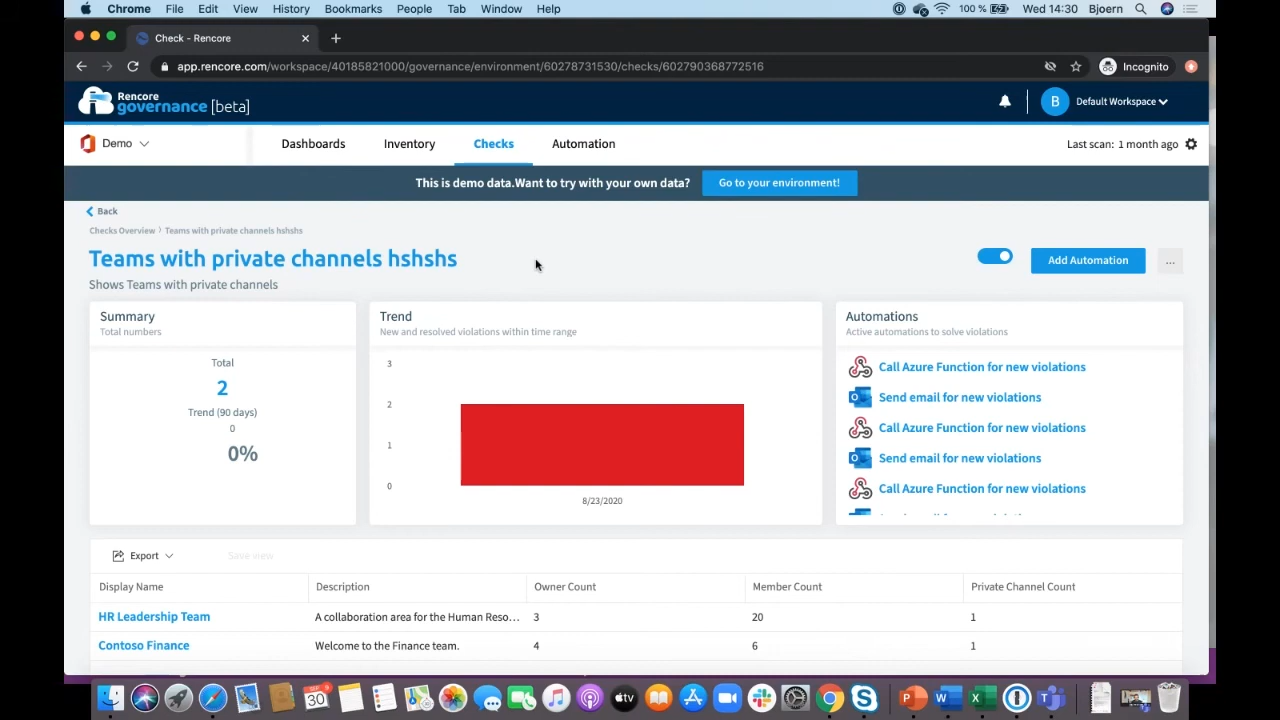 Chrome File Edit View History Bookmarks People Tab Window Help 100 % Wed 14:30 Bjoern
Check - Rencore
app.rencore.com/workspace/40185821000/governance/environment/60278731530/checks/602790368772516 Incognito
Rencore
governance [beta]
B Default Workspace
Demo Dashboards Inventory Checks Automation Last scan: 1 month ago
This is demo data.Want to try with your own data? Go to your environment!
Back
Checks Overview Teams with private channels hshshs
Teams with private channels hshshs
Add Automation ...
Shows Teams with private channels
Summary
Total numbers
Total
2
Trend (90 days)
0
0%
Trend
New and resolved violations within time range
3
2
1
0
8/23/2020
Automations
Active automations to solve violations
Call Azure Function for new violations
Send email for new violations
Call Azure Function for new violations
Send email for new violations
Call Azure Function for new violations
Export Save view
Display Name Description Owner Count Member Count Private Channel Count
HR Leadership Team A collaboration area for the Human Reso... 3 20 1
Contoso Finance Welcome to the Finance team. 4 6 1
SEP
30
tv